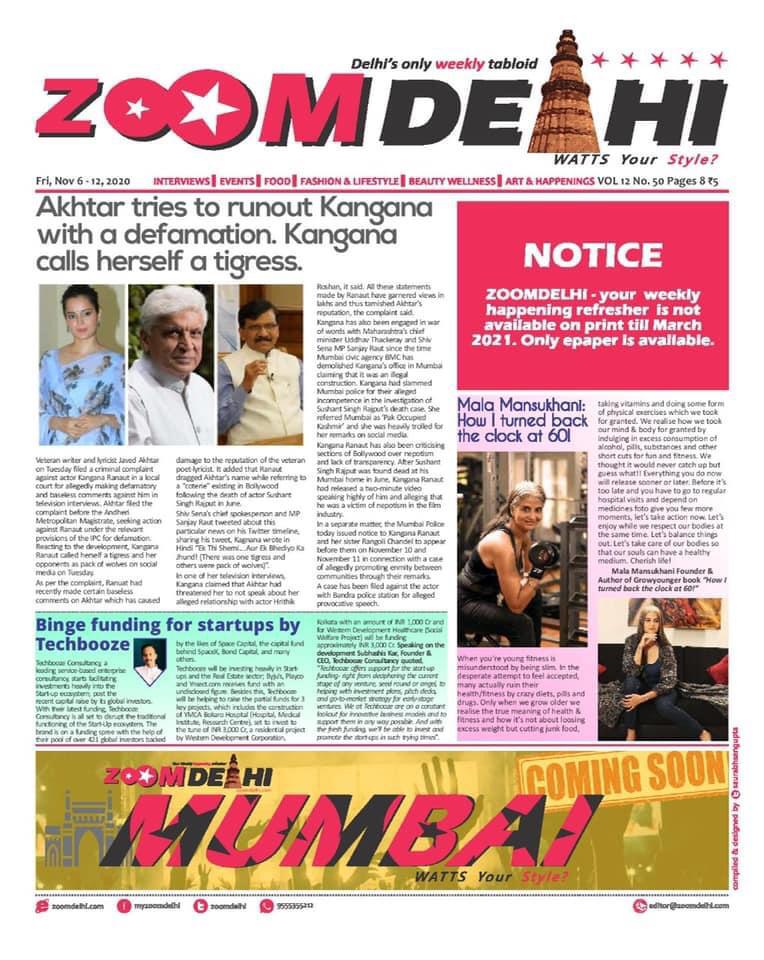 Delhi's only weekly tabloid
ZOOMDELHI
WATTS Your Style?
Fri, Nov 6 - 12, 2020 INTERVIEWS EVENTS FOOD FASHION & LIFESTYLE BEAUTY WELLNESS ART & HAPPENINGS VOL 12 No. 50 Pages 8 ₹5
Akhtar tries to runout Kangana
with a defamation. Kangana
calls herself a tigress.
Veteran writer and lyricist Javed Akhtar
on Tuesday filed a criminal complaint
against actor Kangana Ranaut in a local
court for allegedly making defamatory
and baseless comments against him in
television interviews. Akhtar filed the
complaint before the Andheri
Metropolitan Magistrate, seeking action
against Ranaut under the relevant
provisions of the IPC for defamation.
Reacting to the development, Kangana
Ranaut called herself a tigress and her
opponents as pack of wolves on social
media on Tuesday.
As per the complaint, Ranuat had
recently made certain baseless
comments on Akhtar which has caused
damage to the reputation of the veteran
poet-lyricist. It added that Ranaut
dragged Akhtar's name while referring to
a "coterie" existing in Bollywood
following the death of actor Sushant
Singh Rajput in June.
Shiv Sena's chief spokesperson and MP
Sanjay Raut tweeted about this
particular news on his Twitter timeline,
sharing his tweet, Kangana wrote in
Hindi "Ek Thi Sherni....Aur Ek Bhediyo Ka
Jhund! (There was one tigress and
others were pack of wolves)".
In one of her television interviews,
Kangana claimed that Akhtar had
threatened her to not speak about her
alleged relationship with actor Hrithik
Roshan, it said. All these statements
made by Ranaut have garnered views in
lakhs and thus tarnished Akhtar's
reputation, the complaint said.
Kangana has also been engaged in war
of words with Maharashtra's chief
minister Uddhav Thackeray and Shiv
Sena MP Sanjay Raut since the time
Mumbai civic agency BMC has
demolished Kangana's office in Mumbai
claiming that it was an illegal
construction. Kangana had slammed
Mumbai police for their alleged
incompetence in the investigation of
Sushant Singh Rajput's death case. She
referred Mumbai as 'Pak Occupied
Kashmir' and she was heavily trolled for
her remarks on social media.
Kangana Ranaut has also been criticising
sections of Bollywood over nepotism
and lack of transparency. After Sushant
Singh Rajput was found dead at his
Mumbai home in June, Kangana Ranaut
had released a two-minute video
speaking highly of him and alleging that
he was a victim of nepotism in the film
industry.
In a separate matter, the Mumbai Police
today issued notice to Kangana Ranaut
and her sister Rangoli Chandel to appear
before them on November 10 and
November 11 in connection with a case
of allegedly promoting enmity between
communities through their remarks.
A case has been filed against the actor
with Bandra police station for alleged
provocative speech.
NOTICE
ZOOMDELHI - your weekly
happening refresher is not
available on print till March
2021. Only epaper is available.
Mala Mansukhani:
How I turned back
the clock at 60!
When you're young fitness is
misunderstood by being slim. In the
desperate attempt to feel accepted,
many actually ruin their
health/fitness by crazy diets, pills and
drugs. Only when we grow older we
realise the true meaning of health &
fitness and how it's not about loosing
excess weight but cutting junk food,
taking vitamins and doing some form
of physical exercises which we took
for granted. We realise how we took
our mind & body for granted by
indulging in excess consumption of
alcohol, pills, substances and other
short cuts for fun and fitness. We
thought it would never catch up but
guess what!! Everything you do now
will release sooner or later. Before it's
too late and you have to go to regular
hospital visits and depend on
medicines foto give you few more
moments, let's take action now. Let's
enjoy while we respect our bodies at
the same time. Let's balance things
out. Let's take care of our bodies so
that our souls can have a healthy
medium. Cherish life!
Mala Mansukhani Founder &
Author of Growyounger book "How I
turned back the clock at 60!"
Binge funding for startups by
Techbooze
Techbooze Consultancy, a
leading service-based enterprise
consultancy, starts facilitating
investments heavily into the
Start-up ecosystem, post the
recent capital raise by its global investors.
With their latest funding, Techbooze
Consultancy is all set to disrupt the traditional
functioning of the Start-Up ecosystem. The
brand is on a funding spree with the help of
their pool of over 421 global investors backed
by the likes of Space Capital, the capital fund
behind SpaceX, Bond Capital, and many
others.
Techbooze will be investing heavily in Start-
ups and the Real Estate sector; Byju's, Playco
and Ynsect.com receives fund with an
undisclosed figure. Besides this, Techbooze
will be helping to raise the partial funds for 3
key projects, which includes the construction
of YMCA Bokaro Hospital (Hospital, Medical
Institute, Research Centre), set to invest to
the tune of INR 3,000 Cr, a residential project
by Western Development Corporation,
Kolkata with an amount of INR 1,000 Cr and
for Western Development Healthcare (Social
Welfare Project) will be funding
approximately INR 3,000 Cr. Speaking on the
development Subhashis Kar, Founder &
CEO, Techbooze Consultancy quoted,
"Techbooze offers support for the start-up
funding- right from deciphering the current
stage of any venture, seed round or angel, to
helping with investment plans, pitch decks,
and go-to-market strategy for early-stage
ventures. We at Techbooze are on a constant
lookout for innovative business models and to
support them in any way possible. And with
the fresh funding, we'll be able to invest and
promote the start-ups in such trying times".
ZOOMDELHI
zoomdelhi.com
COMING SOON
MUMBAI
WATTS Your Style?
compiled & designed by saurabhsengupta
zoomdelhi.com myzoomdelhi zoomdelhi 9555355212 editor@zoomdelhi.com